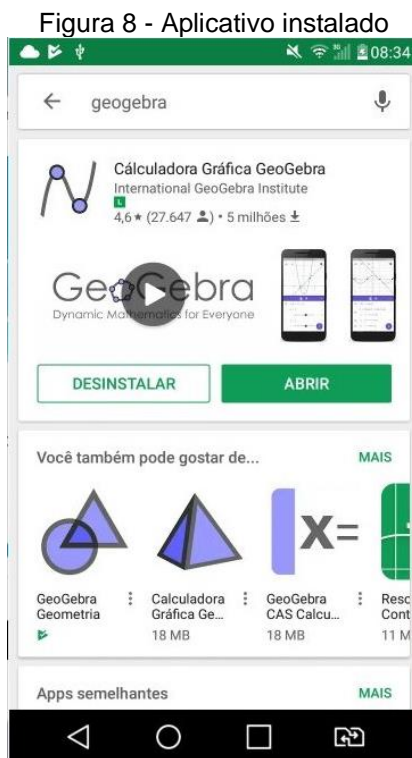 Figura 8 - Aplicativo instalado
08:34
geogebra
Cálculadora Gráfica GeoGebra
International GeoGebra Institute
L
4,6★ (27.647) • 5 milhões
GeoGebra
Dynamic Mathematics for Everyone
DESINSTALAR
ABRIR
Você também pode gostar de...
MAIS
X=
GeoGebra
Geometria
Calculadora
Gráfica Ge...
18 MB
GeoGebra
CAS Calcu...
18 MB
Reso
Cont
11 M
Apps semelhantes
MAIS